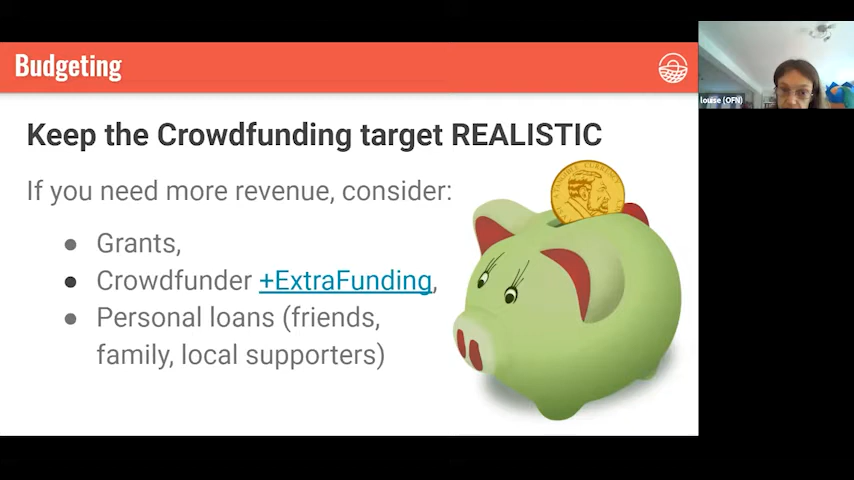 Budgeting
louise (OFN)
Keep the Crowdfunding target REALISTIC
If you need more revenue, consider:
● Grants,
● Crowdfunder +ExtraFunding,
● Personal loans (friends,
family, local supporters)
CURRENCY